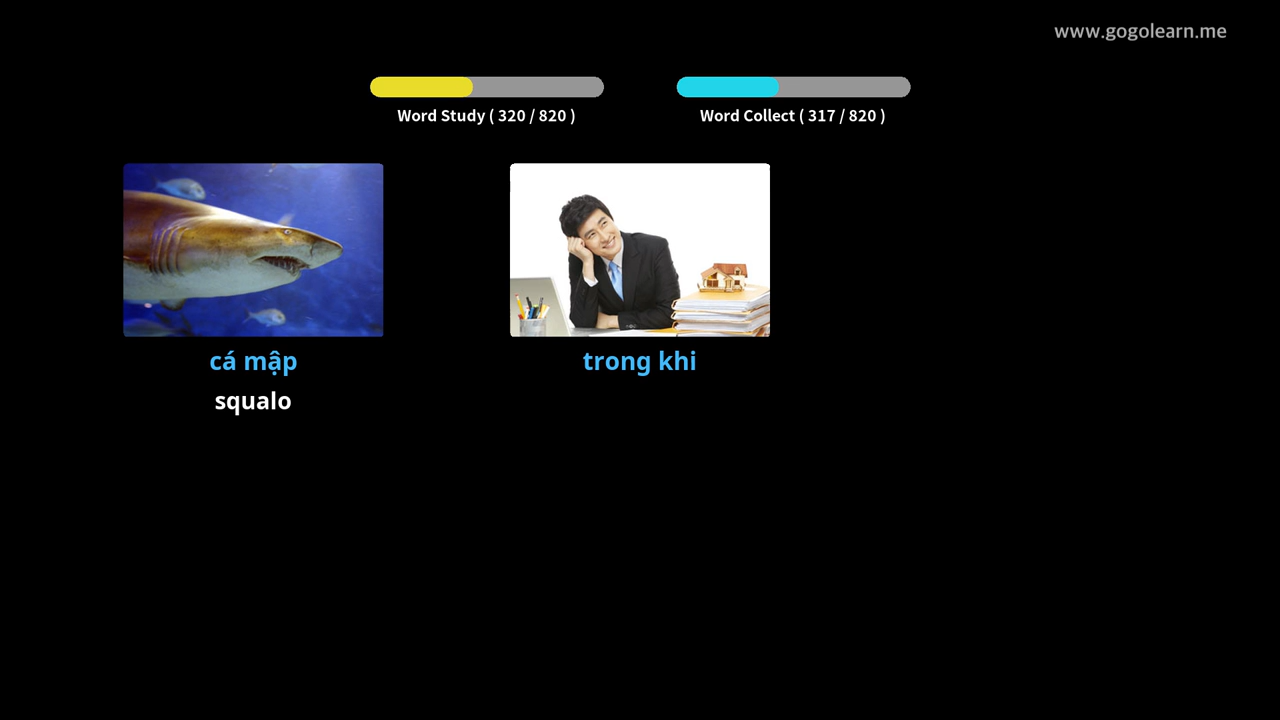 www.gogolearn.me
Word Study ( 320 / 820 )
Word Collect ( 317 / 820 )
cá mập
squalo
trong khi